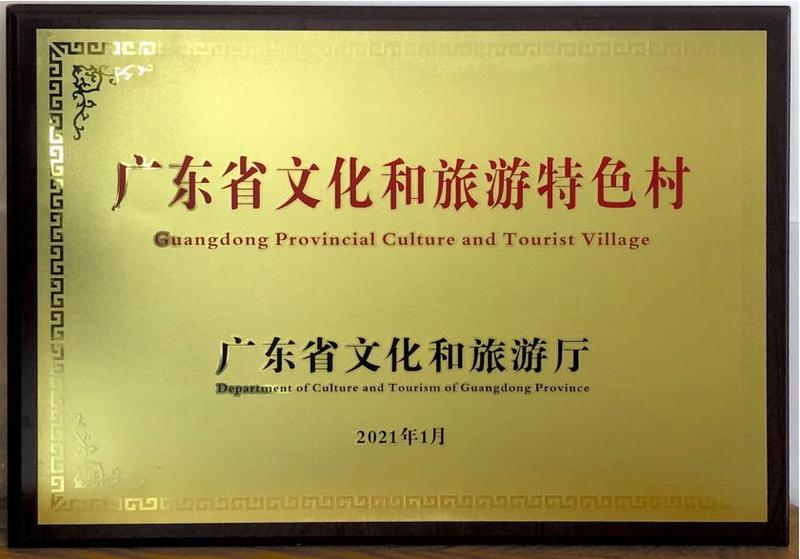 广东省文化和旅游特色村
Guangdong Provincial Culture and Tourist Village
广东省文化和旅游厅
Department of Culture and Tourism of Guangdong Province
2021年1月